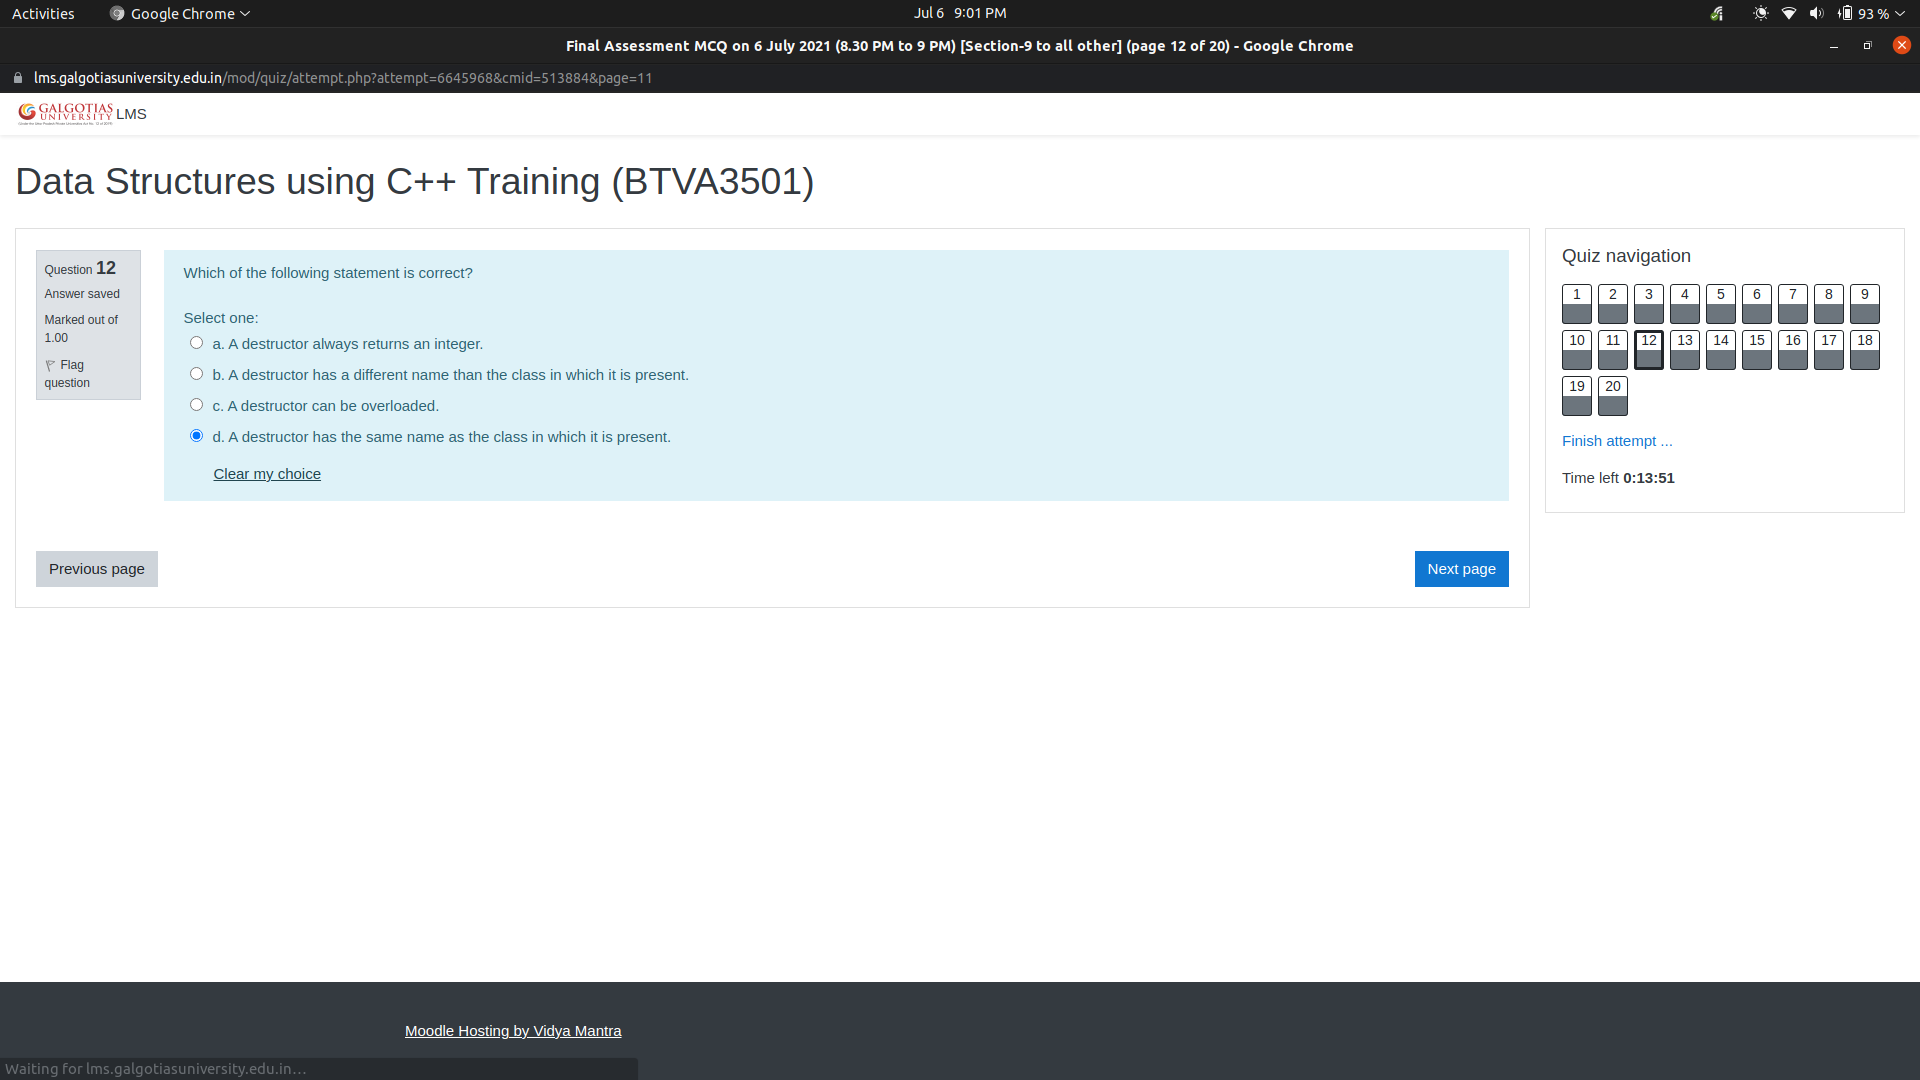 Activities
Google Chrome
Jul 6 9:01 PM
93 %
Final Assessment MCQ on 6 July 2021 (8.30 PM to 9 PM) [Section-9 to all other] (page 12 of 20) - Google Chrome
lms.galgotiasuniversity.edu.in/mod/quiz/attempt.php?attempt=6645968&cmid=513884&page=11
GALGOTIAS
UNIVERSITY
LMS
Data Structures using C++ Training (BTVA3501)
Question 12
Answer saved
Marked out of
1.00
Flag
question
Which of the following statement is correct?
Select one:
a. A destructor always returns an integer.
b. A destructor has a different name than the class in which it is present.
c. A destructor can be overloaded.
d. A destructor has the same name as the class in which it is present.
Clear my choice
Previous page
Next page
Quiz navigation
1 2 3 4 5 6 7 8 9
10 11 12 13 14 15 16 17 18
19 20
Finish attempt ...
Time left 0:13:51
Moodle Hosting by Vidya Mantra
Waiting for lms.galgotiasuniversity.edu.in...